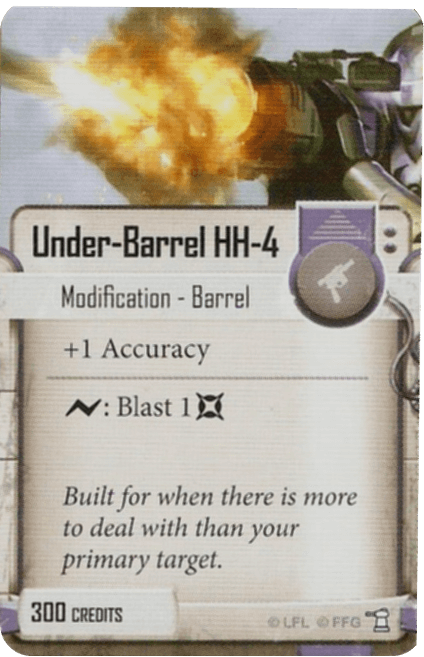 Under-Barrel HH-4
Modification - Barrel
+1 Accuracy
: Blast 1
Built for when there is more
to deal with than your
primary target.
300 CREDITS
© LFL © FFG